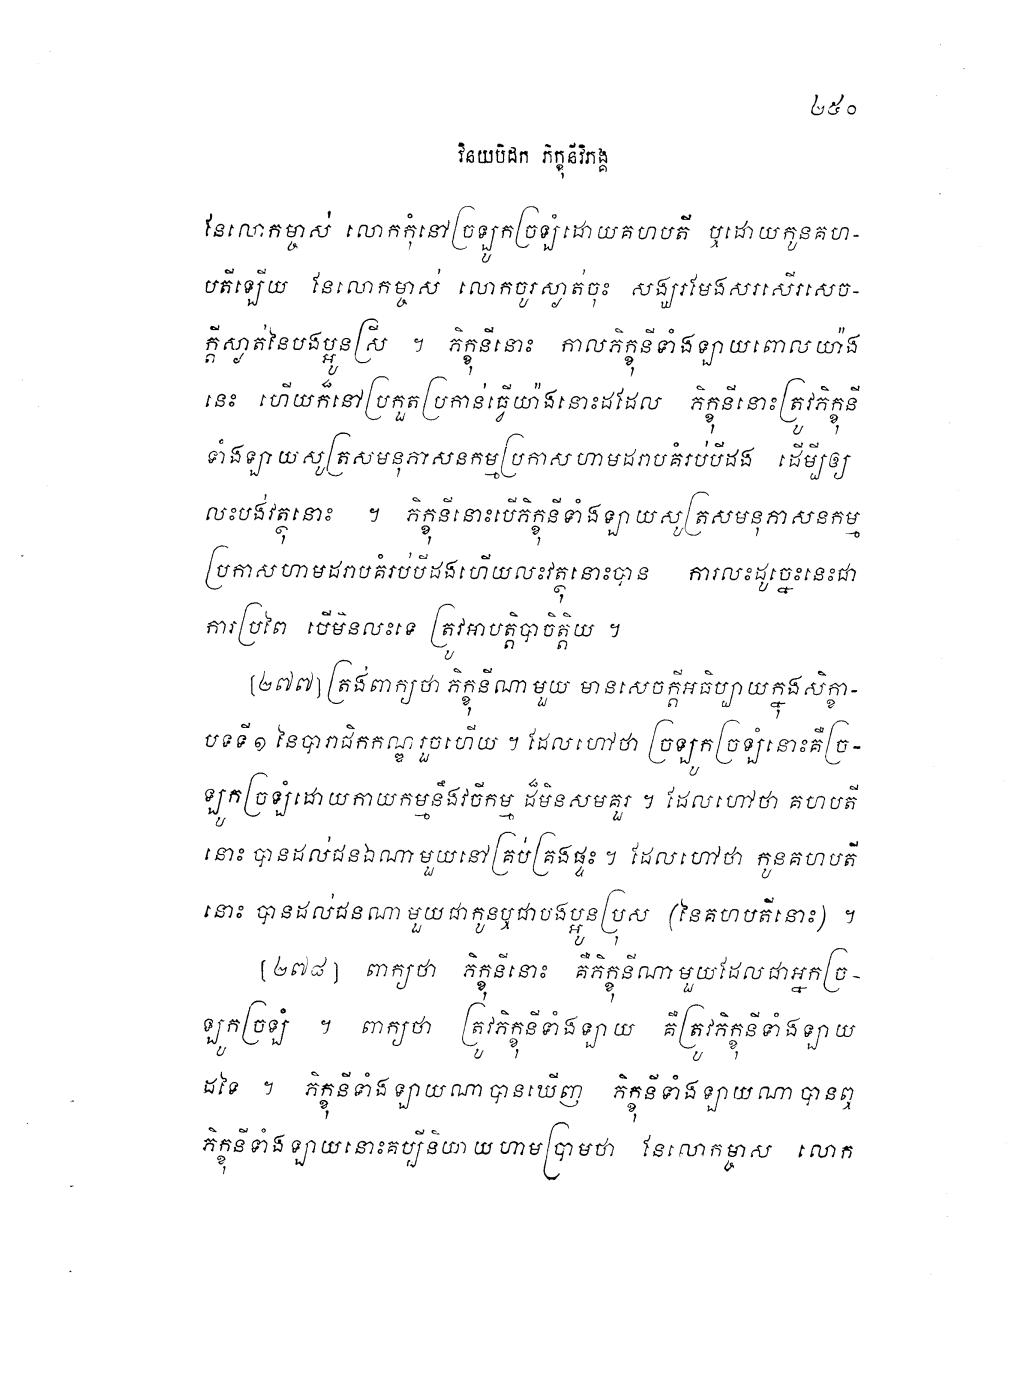 ២៥០
វិនយបិដក ភិក្ខុនីវិភង្គ
នែលោកម្ចាស់ លោកកុំនៅច្រឡូកច្រឡំដោយគហបតី ឬដោយកូនគហ-
បតីឡើយ នែលោកម្ចាស់ លោកចូរស្ងាត់ចុះ សង្ឃរមែងសរសើរសេច-
ក្តីស្ងាត់នៃបងប្អូនស្រី ។ ភិក្ខុនីនោះ កាលភិក្ខុនីទាំងឡាយពោលយ៉ាង
នេះ ហើយក៏នៅប្រកួតប្រកាន់ធ្វើយ៉ាងនោះដដែល ភិក្ខុនីនោះត្រូវភិក្ខុនី
ទាំងឡាយសូត្រសមនុភាសនកម្មប្រកាសហាមដរាបគំរប់បីដង ដើម្បីឲ្យ
លះបង់វត្ថុនោះ ។ ភិក្ខុនីនោះបើភិក្ខុនីទាំងឡាយសូត្រសមនុភាសនកម្ម
ប្រកាសហាមដរាបគំរប់បីដងហើយលះវត្ថុនោះបាន ការលះដូច្នេះនេះជា
ការប្រពៃ បើមិនលះទេ ត្រូវអាបត្តិបាចិត្តិយ ។
[២៧៧] ត្រង់ពាក្យថា ភិក្ខុនីណាមួយ មានសេចក្តីអធិប្បាយក្នុងសិក្ខា-
បទទី១ នៃបារាជិកកណ្ឌរួចហើយ ។ ដែលហៅថា ច្រឡូកច្រឡំនោះគឺច្រ-
ឡូកច្រឡំដោយកាយកម្មនឹងវចីកម្ម ដ៏មិនសមគួរ ។ ដែលហៅថា គហបតី
នោះ បានដល់ជនឯណាមួយនៅគ្រប់គ្រងផ្ទះ ។ ដែលហៅថា កូនគហបតី
នោះ បានដល់ជនណាមួយជាកូនឬជាបងប្អូនប្រុស (នៃគហបតីនោះ) ។
[២៧៨] ពាក្យថា ភិក្ខុនីនោះ គឺភិក្ខុនីណាមួយដែលជាអ្នកច្រ-
ឡូកច្រឡំ ។ ពាក្យថា ត្រូវភិក្ខុនីទាំងឡាយ គឺត្រូវភិក្ខុនីទាំងឡាយ
ដទៃ ។ ភិក្ខុនីទាំងឡាយណាបានឃើញ ភិក្ខុនីទាំងឡាយណាបានឮ
ភិក្ខុនីទាំងឡាយនោះគប្បីនិយាយហាមប្រាមថា នែលោកម្ចាស លោក